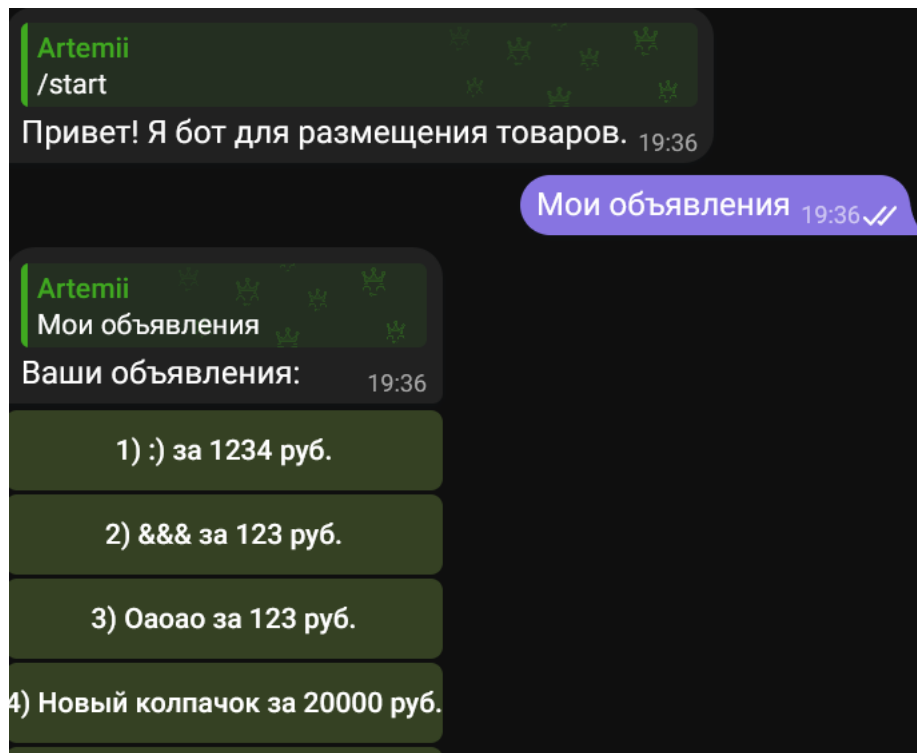 Artemii
/start
Привет! Я бот для размещения товаров. 19:36
Мои объявления 19:36
Artemii
Мои объявления
Ваши объявления: 19:36
1) :) за 1234 руб.
2) &&& за 123 руб.
3) Оаоао за 123 руб.
4) Новый колпачок за 20000 руб.